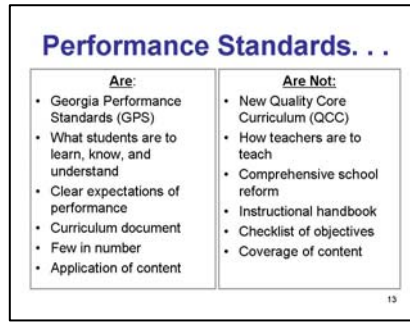 Performance Standards. . .
Are:
• Georgia Performance
Standards (GPS)
• What students are to
learn, know, and
understand
• Clear expectations of
performance
• Curriculum document
• Few in number
• Application of content
Are Not:
• New Quality Core
Curriculum (QCC)
• How teachers are to
teach
• Comprehensive school
reform
• Instructional handbook
• Checklist of objectives
• Coverage of content
13